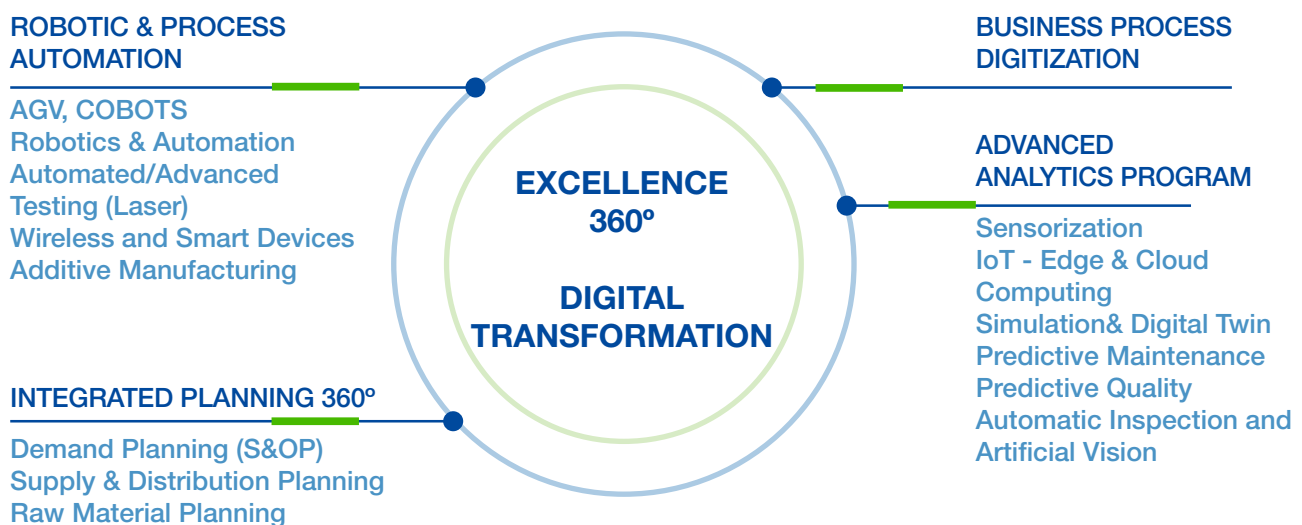 ROBOTIC & PROCESS
AUTOMATION
AGV, COBOTS
Robotics & Automation
Automated/Advanced
Testing (Laser)
Wireless and Smart Devices
Additive Manufacturing
INTEGRATED PLANNING 360º
Demand Planning (S&OP)
Supply & Distribution Planning
Raw Material Planning
EXCELLENCE
360º
DIGITAL
TRANSFORMATION
BUSINESS PROCESS
DIGITIZATION
ADVANCED
ANALYTICS PROGRAM
Sensorization
IoT - Edge & Cloud
Computing
Simulation& Digital Twin
Predictive Maintenance
Predictive Quality
Automatic Inspection and
Artificial Vision